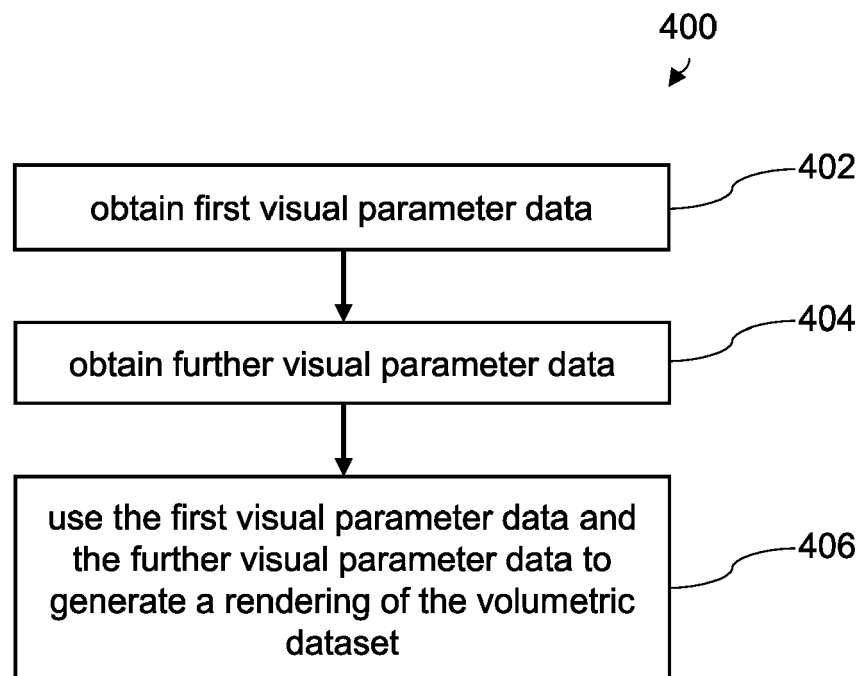 400
obtain first visual parameter data
402
obtain further visual parameter data
404
use the first visual parameter data and
the further visual parameter data to
generate a rendering of the volumetric
dataset
406